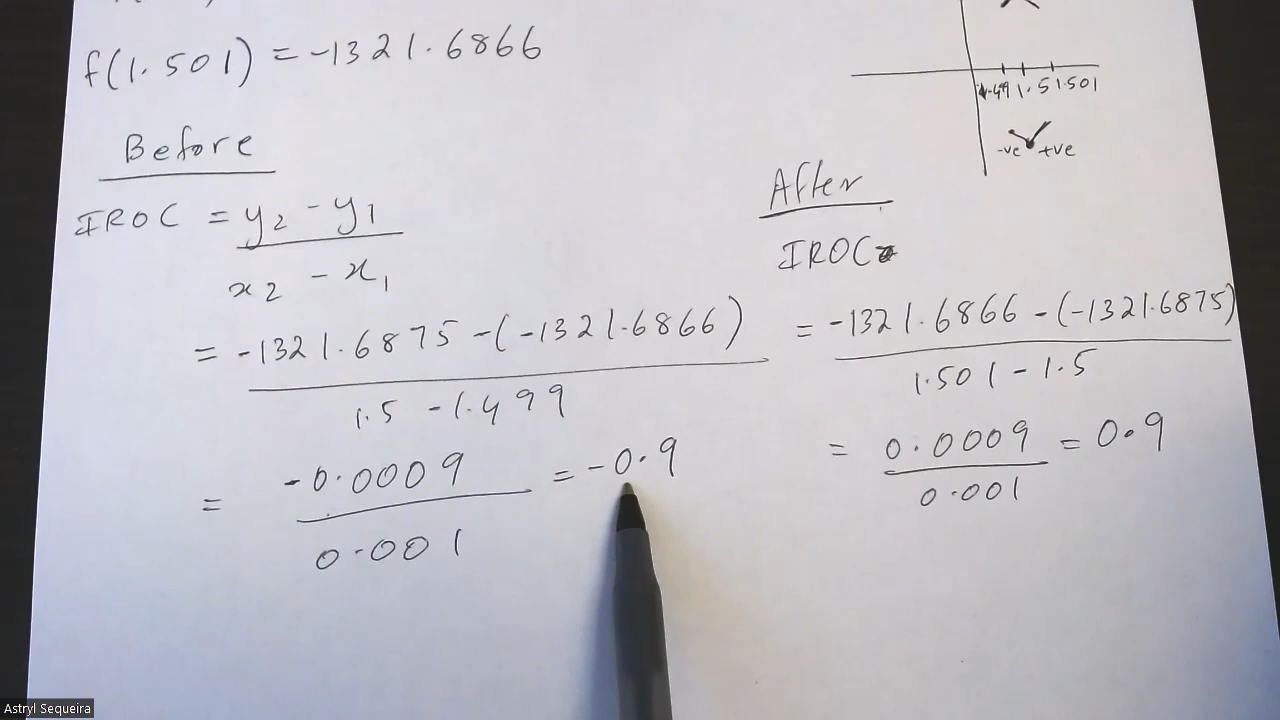 f(1.501) = -1321.6866
1.499 1.5 1.501
-ve +ve
Before
IROC = y2 - y1
x2 - x1
= -1321.6875 - (-1321.6866)
1.5 - 1.499
= -0.0009 = -0.9
0.001
After
IROC
= -1321.6866 - (-1321.6875)
1.501 - 1.5
= 0.0009 = 0.9
0.001
Astryl Sequeira